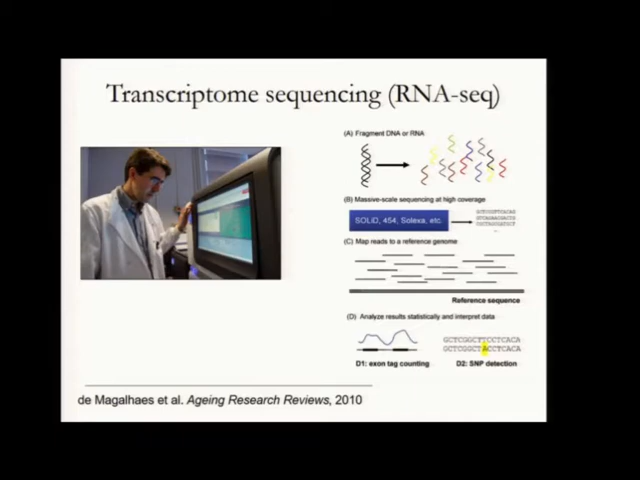 Transcriptome sequencing (RNA-seq)
(A) Fragment DNA or RNA
(B) Massive-scale sequencing at high coverage
SOLiD, 454, Solexa, etc.
(C) Map reads to a reference genome
Reference sequence
(D) Analyze results statistically and interpret data
GCTCGGCTTCCTCACA
GCTCGGCTACCTCACA
D1: exon tag counting
D2: SNP detection
de Magalhaes et al. Ageing Research Reviews, 2010